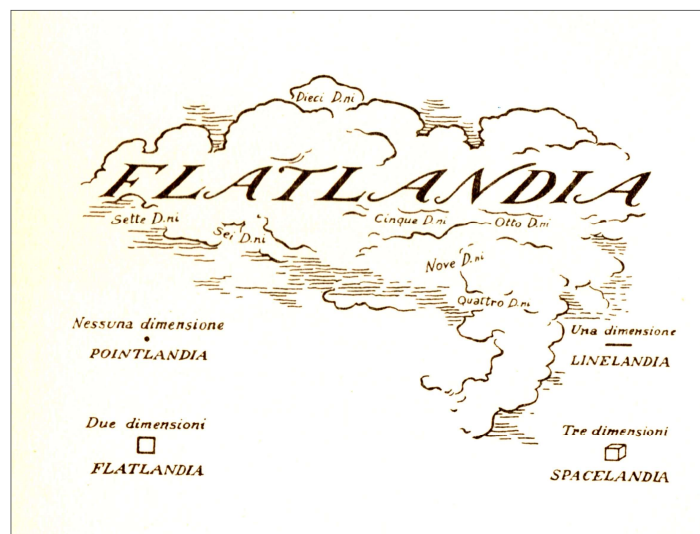 Dieci D.ni
FLATLANDIA
Sette D.ni
Sei D.ni
Cinque D.ni
Otto D.ni
Nove D.ni
Quattro D.ni
Nessuna dimensione
POINTLANDIA
Una dimensione
LINELANDIA
Due dimensioni
FLATLANDIA
Tre dimensioni
SPACELANDIA